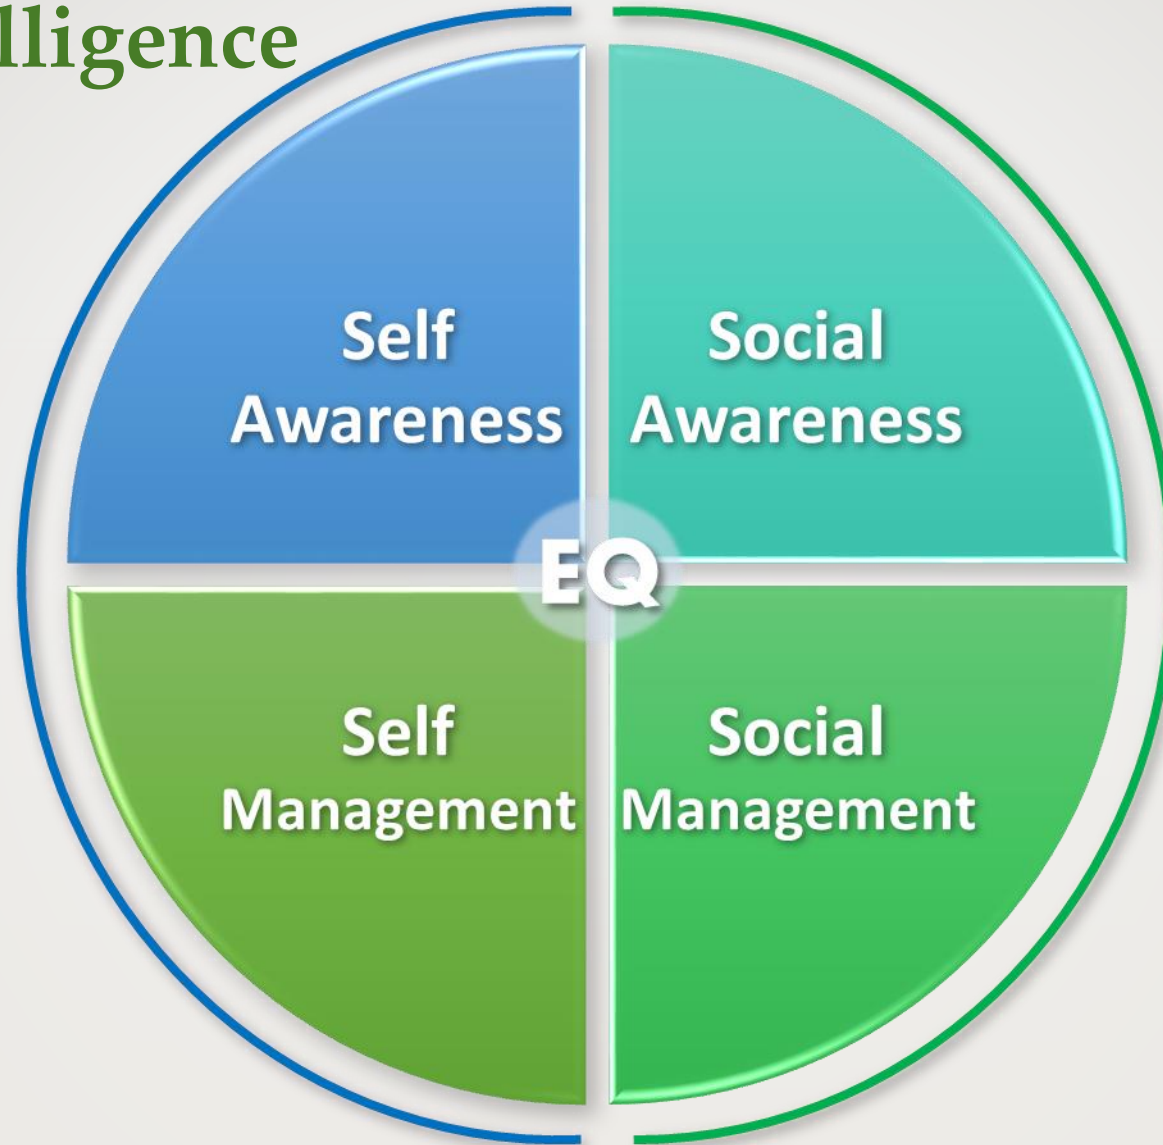 lligence
Self
Awareness
Social
Awareness
EQ
Self
Management
Social
Management